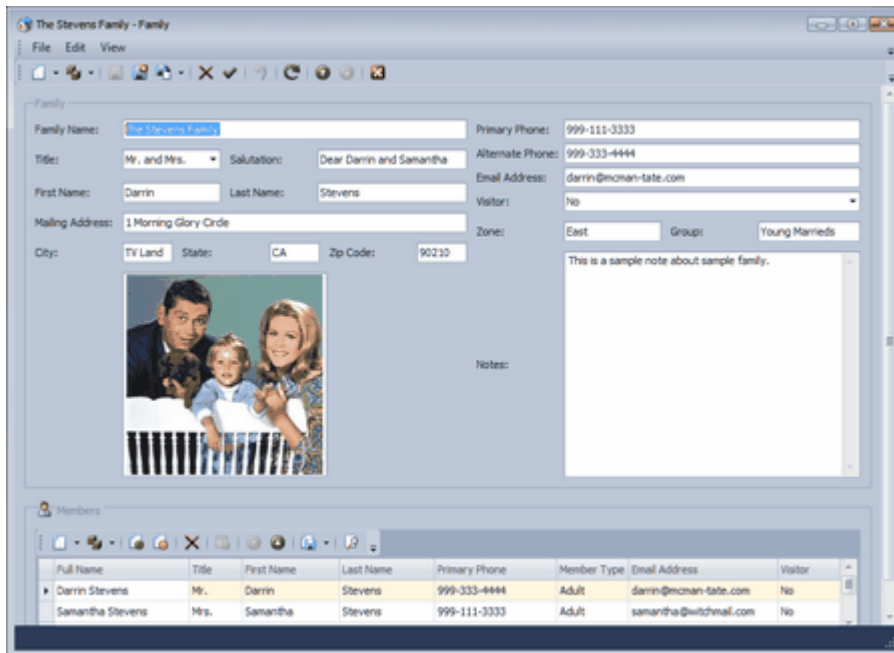 The Stevens Family - Family
File Edit View
Family
Family Name: The Stevens Family Primary Phone: 999-111-3333
Alternate Phone: 999-333-4444
Title: Mr. and Mrs. Salutation: Dear Darrin and Samantha
Email Address: darrin@mcman-tate.com
First Name: Darrin Last Name: Stevens
Visitor: No
Mailing Address: 1 Morning Glory Circle
Zone: East Group: Young Marrieds
City: TV Land State: CA Zip Code: 90210
This is a sample note about sample family.
Notes:
Members
Full Name Title First Name Last Name Primary Phone Member Type Email Address Visitor
Darrin Stevens Mr. Darrin Stevens 999-333-4444 Adult darrin@mcman-tate.com No
Samantha Stevens Mrs. Samantha Stevens 999-111-3333 Adult samantha@witchmail.com No